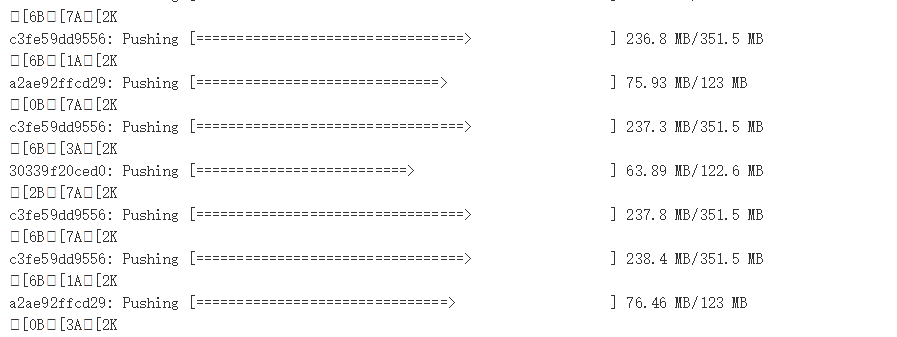 □[6B□[7A□[2K
c3fe59dd9556: Pushing [=================================>                 ] 236.8 MB/351.5 MB
□[6B□[1A□[2K
a2ae92ffcd29: Pushing [==============================>                    ] 75.93 MB/123 MB
□[0B□[7A□[2K
c3fe59dd9556: Pushing [=================================>                 ] 237.3 MB/351.5 MB
□[6B□[3A□[2K
30339f20ced0: Pushing [==========================>                        ] 63.89 MB/122.6 MB
□[2B□[7A□[2K
c3fe59dd9556: Pushing [=================================>                 ] 237.8 MB/351.5 MB
□[6B□[7A□[2K
c3fe59dd9556: Pushing [=================================>                 ] 238.4 MB/351.5 MB
□[6B□[1A□[2K
a2ae92ffcd29: Pushing [===============================>                   ] 76.46 MB/123 MB
□[0B□[3A□[2K